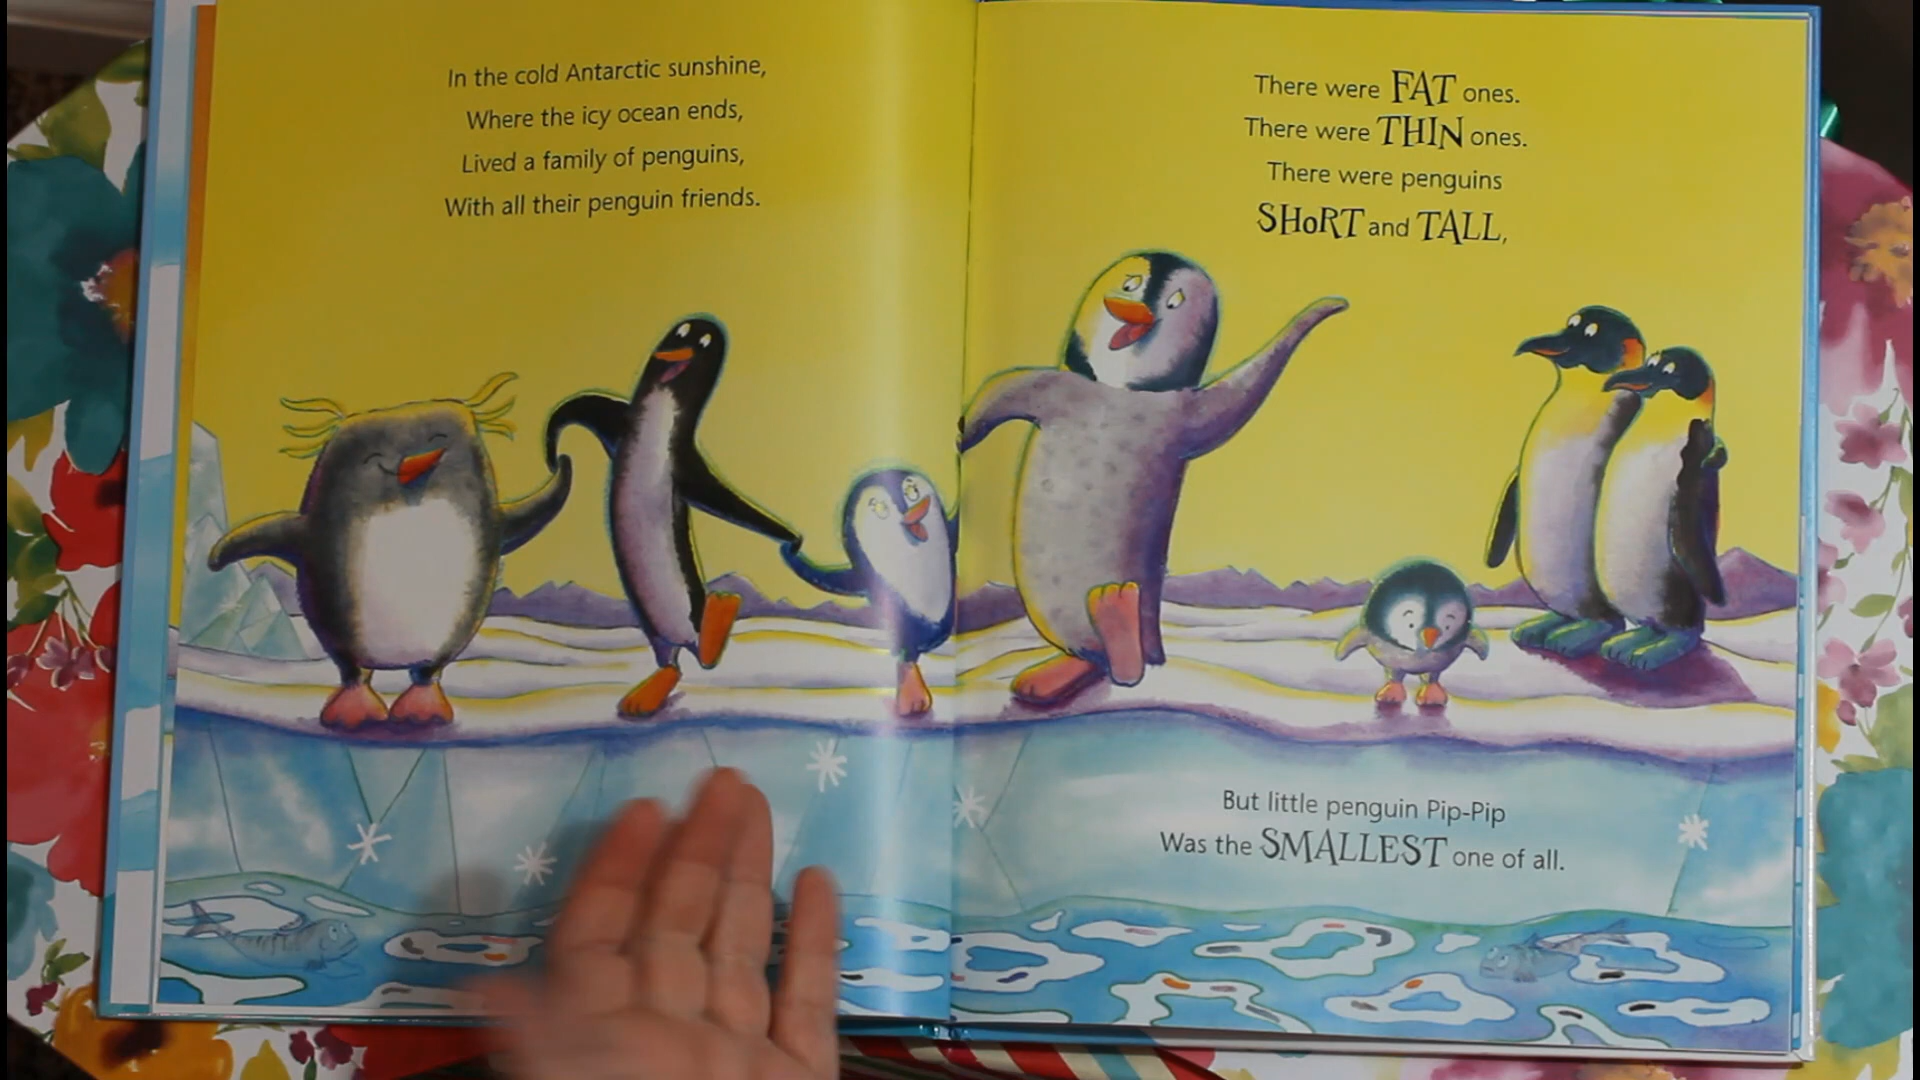 In the cold Antarctic sunshine,
Where the icy ocean ends,
Lived a family of penguins,
With all their penguin friends.
There were FAT ones.
There were THIN ones.
There were penguins
SHoRT and TALL,
But little penguin Pip-Pip
Was the SMALLEST one of all.